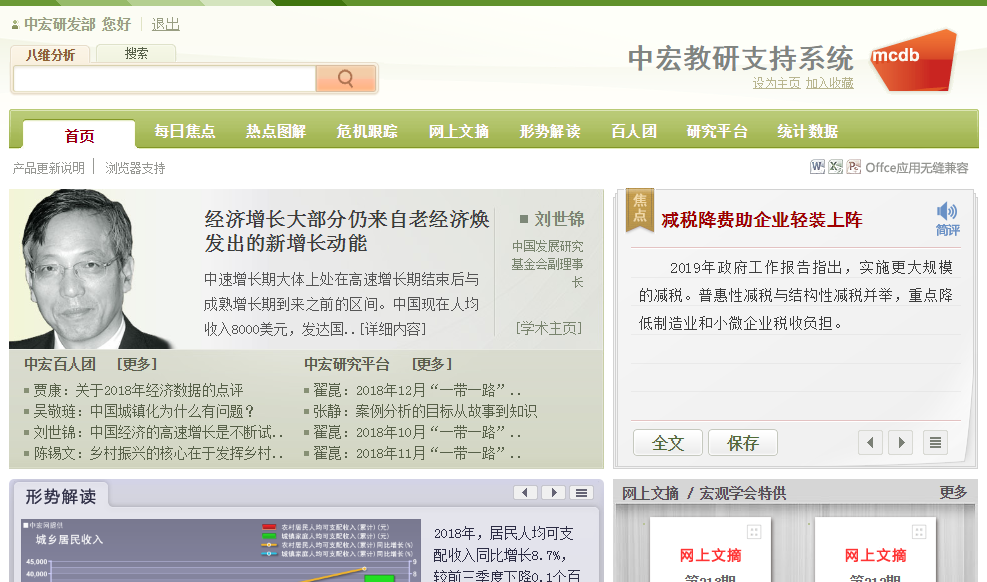 中宏研发部 您好 退出
八维分析 搜索
中宏教研支持系统
mcdb
设为主页 加入收藏
首页 每日焦点 热点图解 危机跟踪 网上文摘 形势解读 百人团 研究平台 统计数据
产品更新说明 浏览器支持
Offce应用无缝兼容
经济增长大部分仍来自老经济焕
发出的新增长动能
中速增长期大体上处在高速增长期结束后与
成熟增长期到来之前的区间。中国现在人均
收入8000美元，发达国..[详细内容]
刘世锦
中国发展研究
基金会副理事
长
[学术主页]
焦点
减税降费助企业轻装上阵
简评
2019年政府工作报告指出，实施更大规模
的减税。普惠性减税与结构性减税并举，重点降
低制造业和小微企业税收负担。
全文 保存
中宏百人团 [更多]
贾康：关于2018年经济数据的点评
吴敬琏：中国城镇化为什么有问题？
刘世锦：中国经济的高速增长是不断试..
陈锡文：乡村振兴的核心在于发挥乡村..
中宏研究平台 [更多]
翟崑：2018年12月“一带一路”..
张静：案例分析的目标从故事到知识
翟崑：2018年10月“一带一路”..
翟崑：2018年11月“一带一路”..
形势解读
中宏网提供
城乡居民收入
农村居民人均可支配收入(累计)(元)
城镇家庭人均可支配收入(累计)(元)
农村居民人均可支配收入(累计)同比增长(%)
城镇家庭人均可支配收入(累计)同比增长(%)
45,000
40,000
9
8
2018年，居民人均可支
配收入同比增长8.7%，
较前三季度下降0.1个百
网上文摘 / 宏观学会特供 更多
网上文摘
第213期
网上文摘
第212期